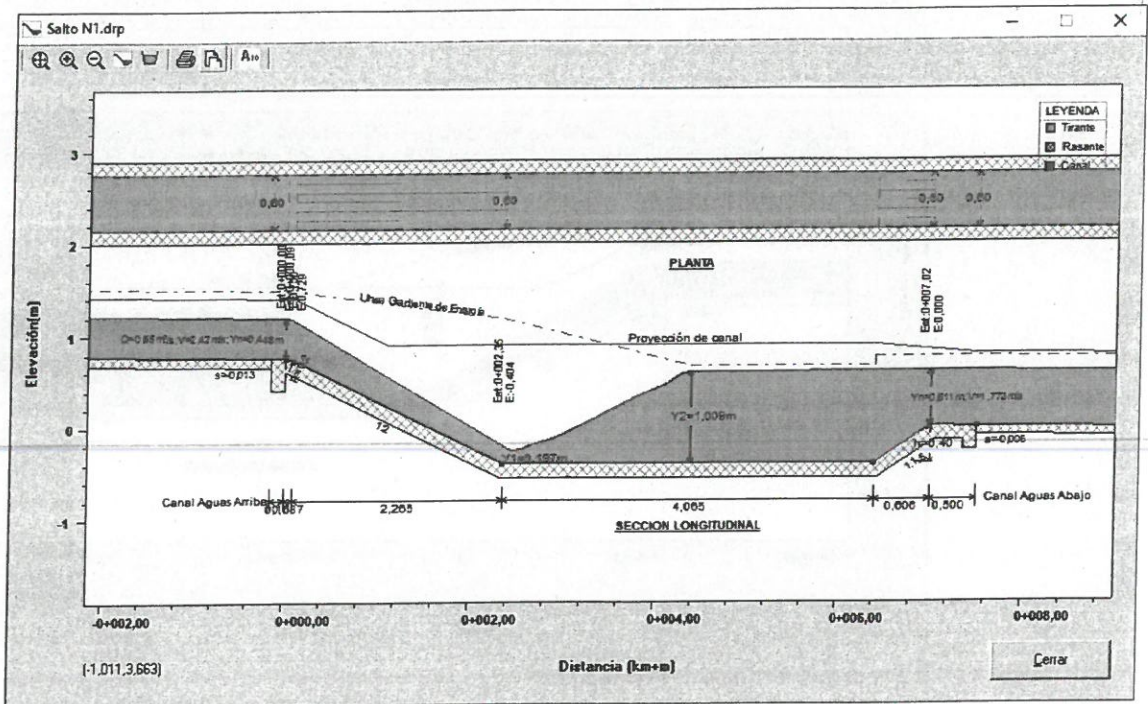 Salto N1.drp
LEYENDA
Tirante
Rasante
Canal
Elevación(m)
3
2
1
0
-1
0,60
0,60
0,60
0,60
PLANTA
E:0,729
Linea Gradiente de Energía
Proyección de canal
Est:0+002,35
E:-0,404
Est:0+007,02
E:0,000
s=0,013
12
Y2=1,009m
h=0,40
Canal Aguas Arriba
2,265
4,065
0,606
0,500
Canal Aguas Abajo
SECCION LONGITUDINAL
-0+002,00
0+000,00
0+002,00
0+004,00
0+006,00
0+008,00
(-1,011,3,663)
Distancia (km+m)
Cerrar